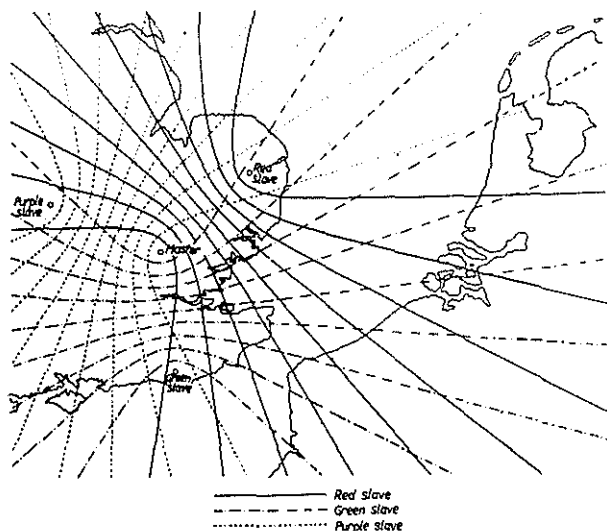 Red
slave
Purple
slave
Master
Green
slave
Red slave
Green slave
Purple slave